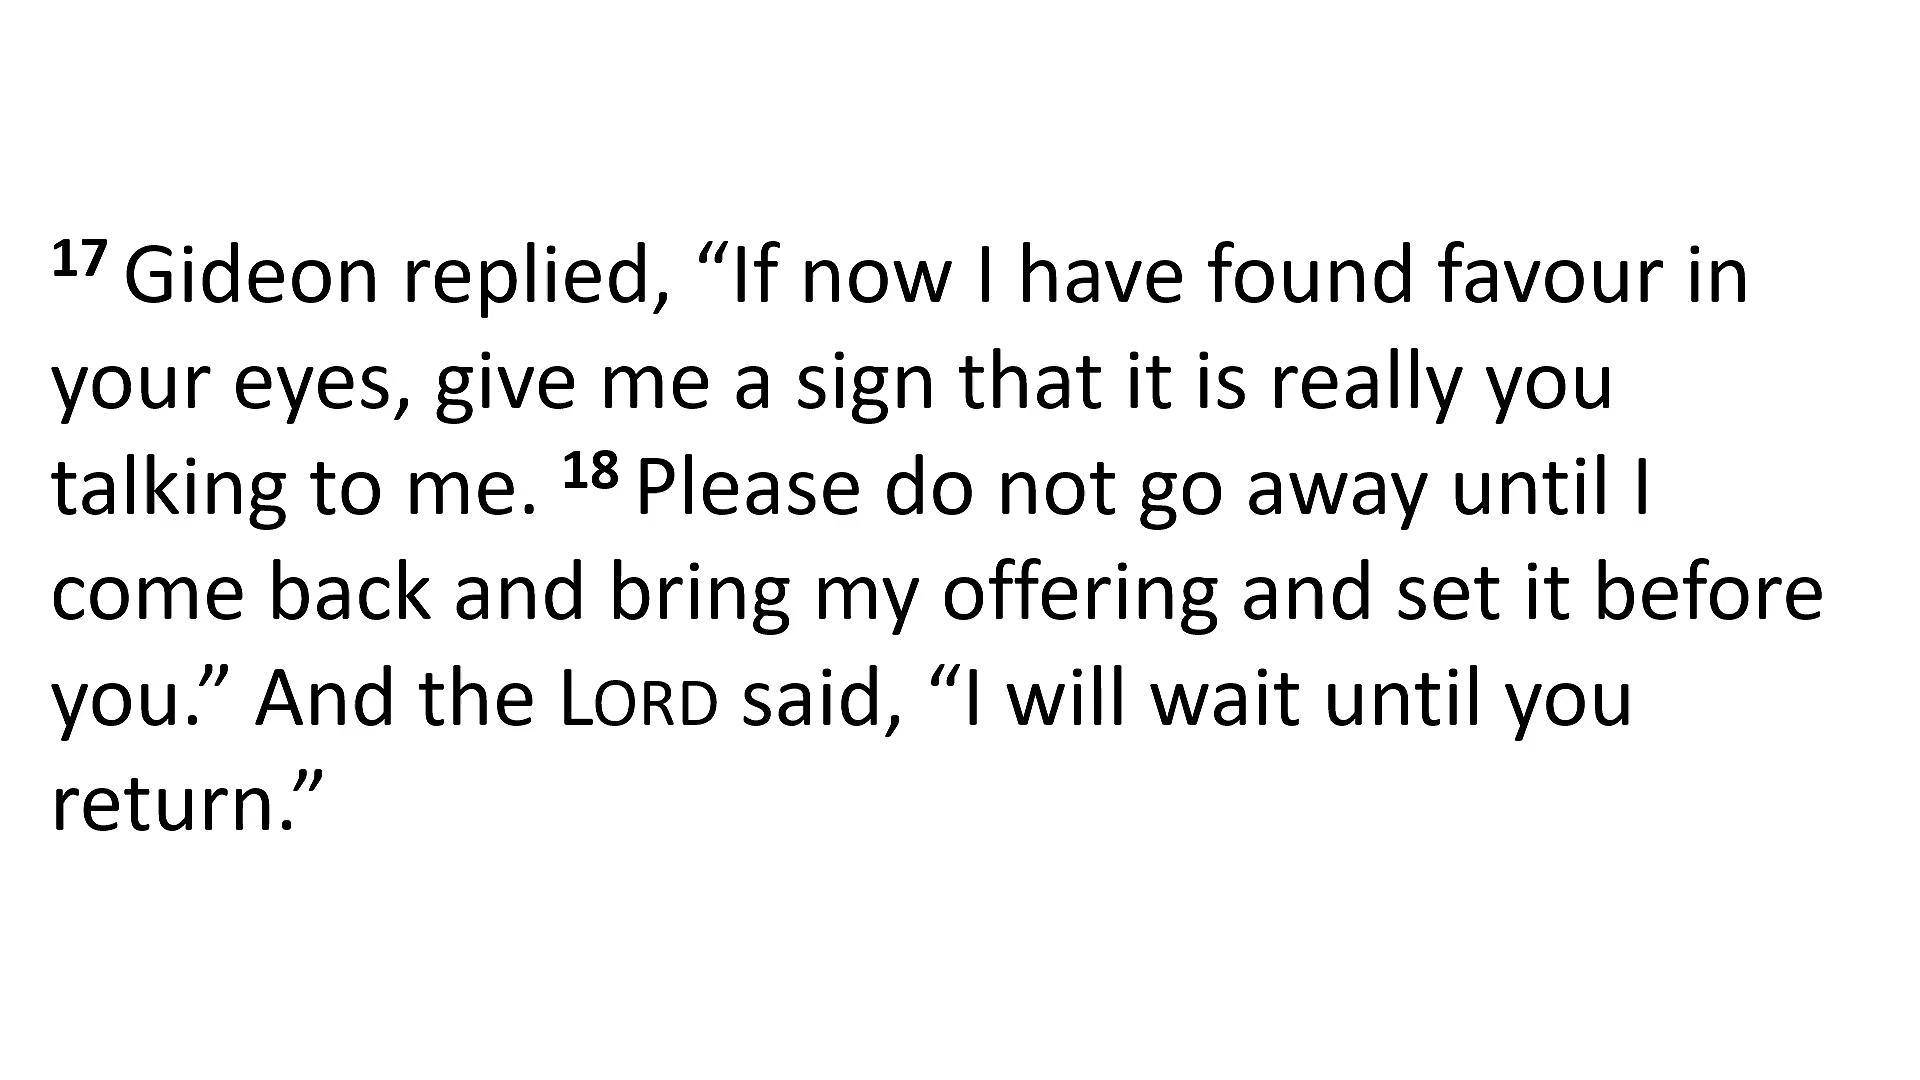 17 Gideon replied, “If now I have found favour in
your eyes, give me a sign that it is really you
talking to me. 18 Please do not go away until I
come back and bring my offering and set it before
you.” And the LORD said, “I will wait until you
return.”